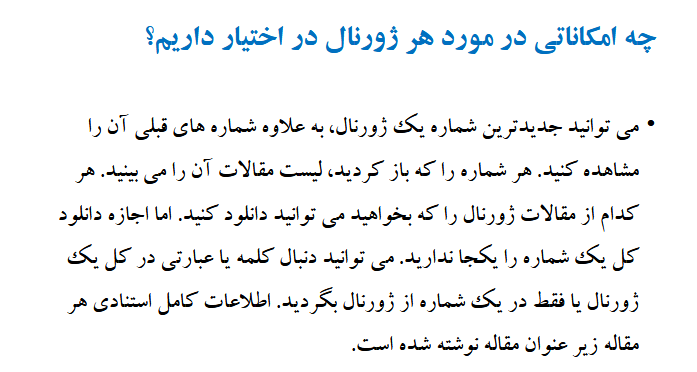 چه امکاناتی در مورد هر ژورنال در اختیار داریم؟
• می توانید جدیدترین شماره یک ژورنال، به علاوه شماره های قبلی آن را
مشاهده کنید. هر شماره را که باز کردید، لیست مقالات آن را می بینید. هر
کدام از مقالات ژورنال را که بخواهید می توانید دانلود کنید. اما اجازه دانلود
کل یک شماره را یکجا ندارید. می توانید دنبال کلمه یا عبارتی در کل یک
ژورنال یا فقط در یک شماره از ژورنال بگردید. اطلاعات کامل استنادی هر
مقاله زیر عنوان مقاله نوشته شده است.